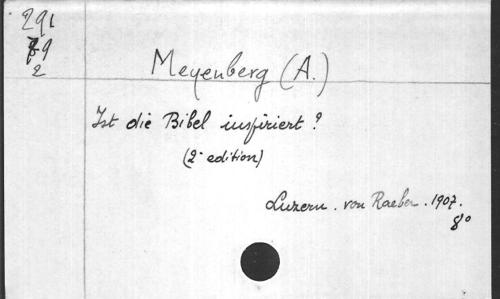 291
89
2
Meyenberg (A.)
Ist die Bibel inspiriert ?
(2e edition)
Luzern . von Raeber . 1907.
8°